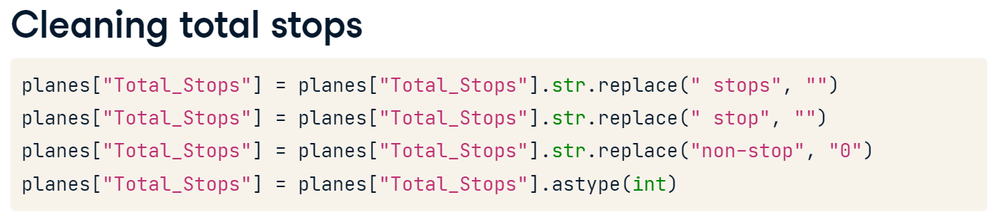 Cleaning total stops
planes["Total_Stops"] = planes["Total_Stops"].str.replace(" stops", "")
planes["Total_Stops"] = planes["Total_Stops"].str.replace(" stop", "")
planes["Total_Stops"] = planes["Total_Stops"].str.replace("non-stop", "0")
planes["Total_Stops"] = planes["Total_Stops"].astype(int)